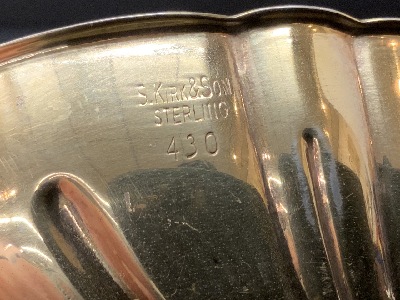 S. KIRK & SON
STERLING
430